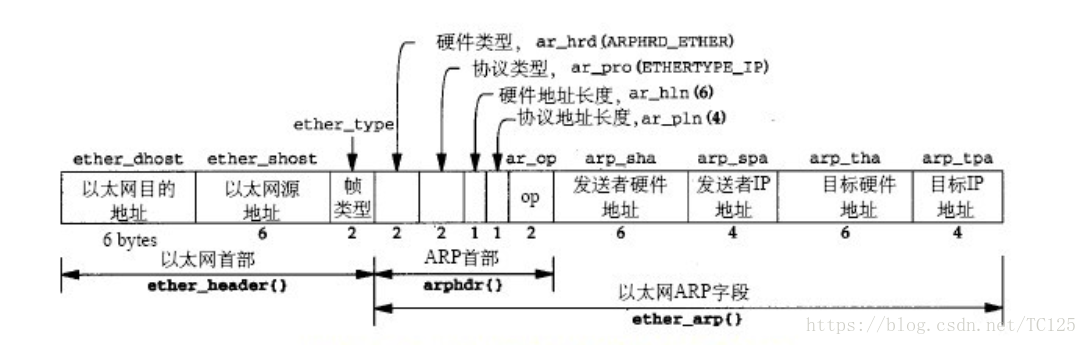 硬件类型, ar_hrd(ARPHRD_ETHER)
协议类型, ar_pro(ETHERTYPE_IP)
硬件地址长度, ar_hln(6)
协议地址长度,ar_pln(4)
ether_type
ether_dhost ether_shost ar_op arp_sha arp_spa arp_tha arp_tpa
以太网目的 以太网源 帧 发送者硬件 发送者IP 目标硬件 目标IP
地址 地址 类型 op 地址 地址 地址 地址
6 bytes 6 2 2 2 1 1 2 6 4 6 4
以太网首部 ARP首部
ether_header{} arphdr{}
以太网ARP字段
ether_arp{}
https://blog.csdn.net/TC125